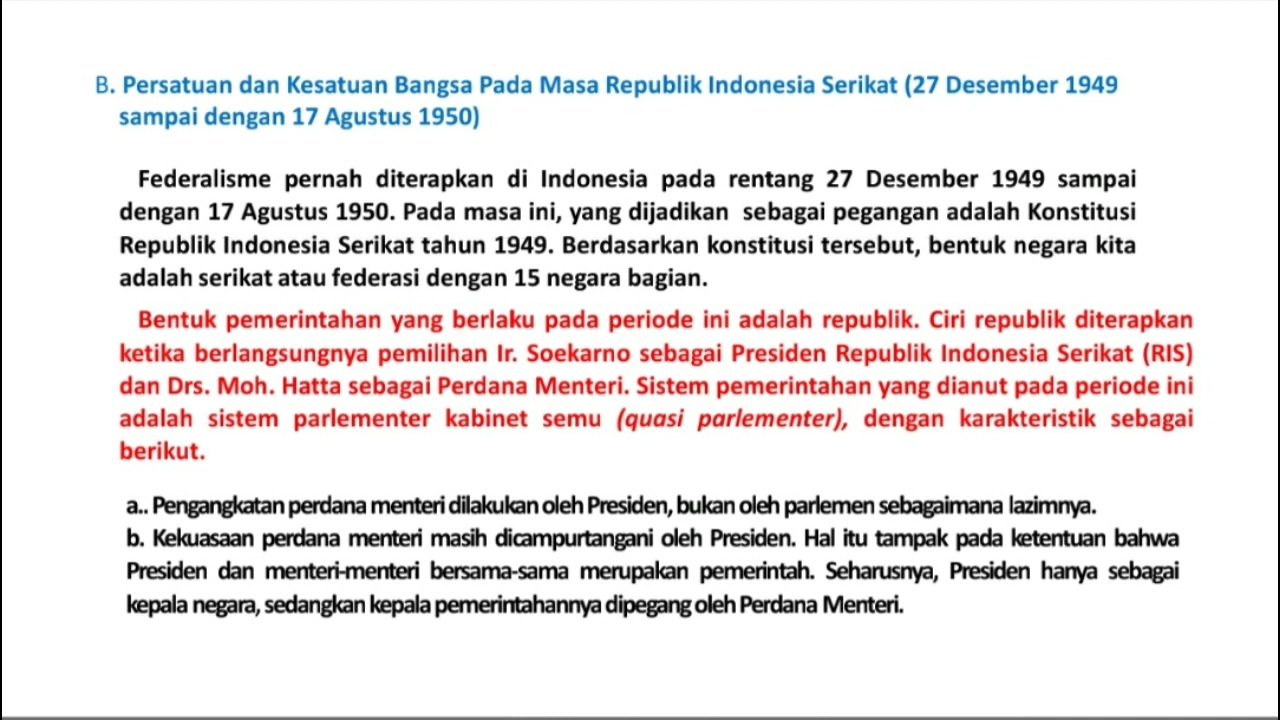 B. Persatuan dan Kesatuan Bangsa Pada Masa Republik Indonesia Serikat (27 Desember 1949
sampai dengan 17 Agustus 1950)
Federalisme pernah diterapkan di Indonesia pada rentang 27 Desember 1949 sampai
dengan 17 Agustus 1950. Pada masa ini, yang dijadikan sebagai pegangan adalah Konstitusi
Republik Indonesia Serikat tahun 1949. Berdasarkan konstitusi tersebut, bentuk negara kita
adalah serikat atau federasi dengan 15 negara bagian.
Bentuk pemerintahan yang berlaku pada periode ini adalah republik. Ciri republik diterapkan
ketika berlangsungnya pemilihan Ir. Soekarno sebagai Presiden Republik Indonesia Serikat (RIS)
dan Drs. Moh. Hatta sebagai Perdana Menteri. Sistem pemerintahan yang dianut pada periode ini
adalah sistem parlementer kabinet semu (quasi parlementer), dengan karakteristik sebagai
berikut.
a.. Pengangkatan perdana menteri dilakukan oleh Presiden, bukan oleh parlemen sebagaimana lazimnya.
b. Kekuasaan perdana menteri masih dicampurtangani oleh Presiden. Hal itu tampak pada ketentuan bahwa
Presiden dan menteri-menteri bersama-sama merupakan pemerintah. Seharusnya, Presiden hanya sebagai
kepala negara, sedangkan kepala pemerintahannya dipegang oleh Perdana Menteri.